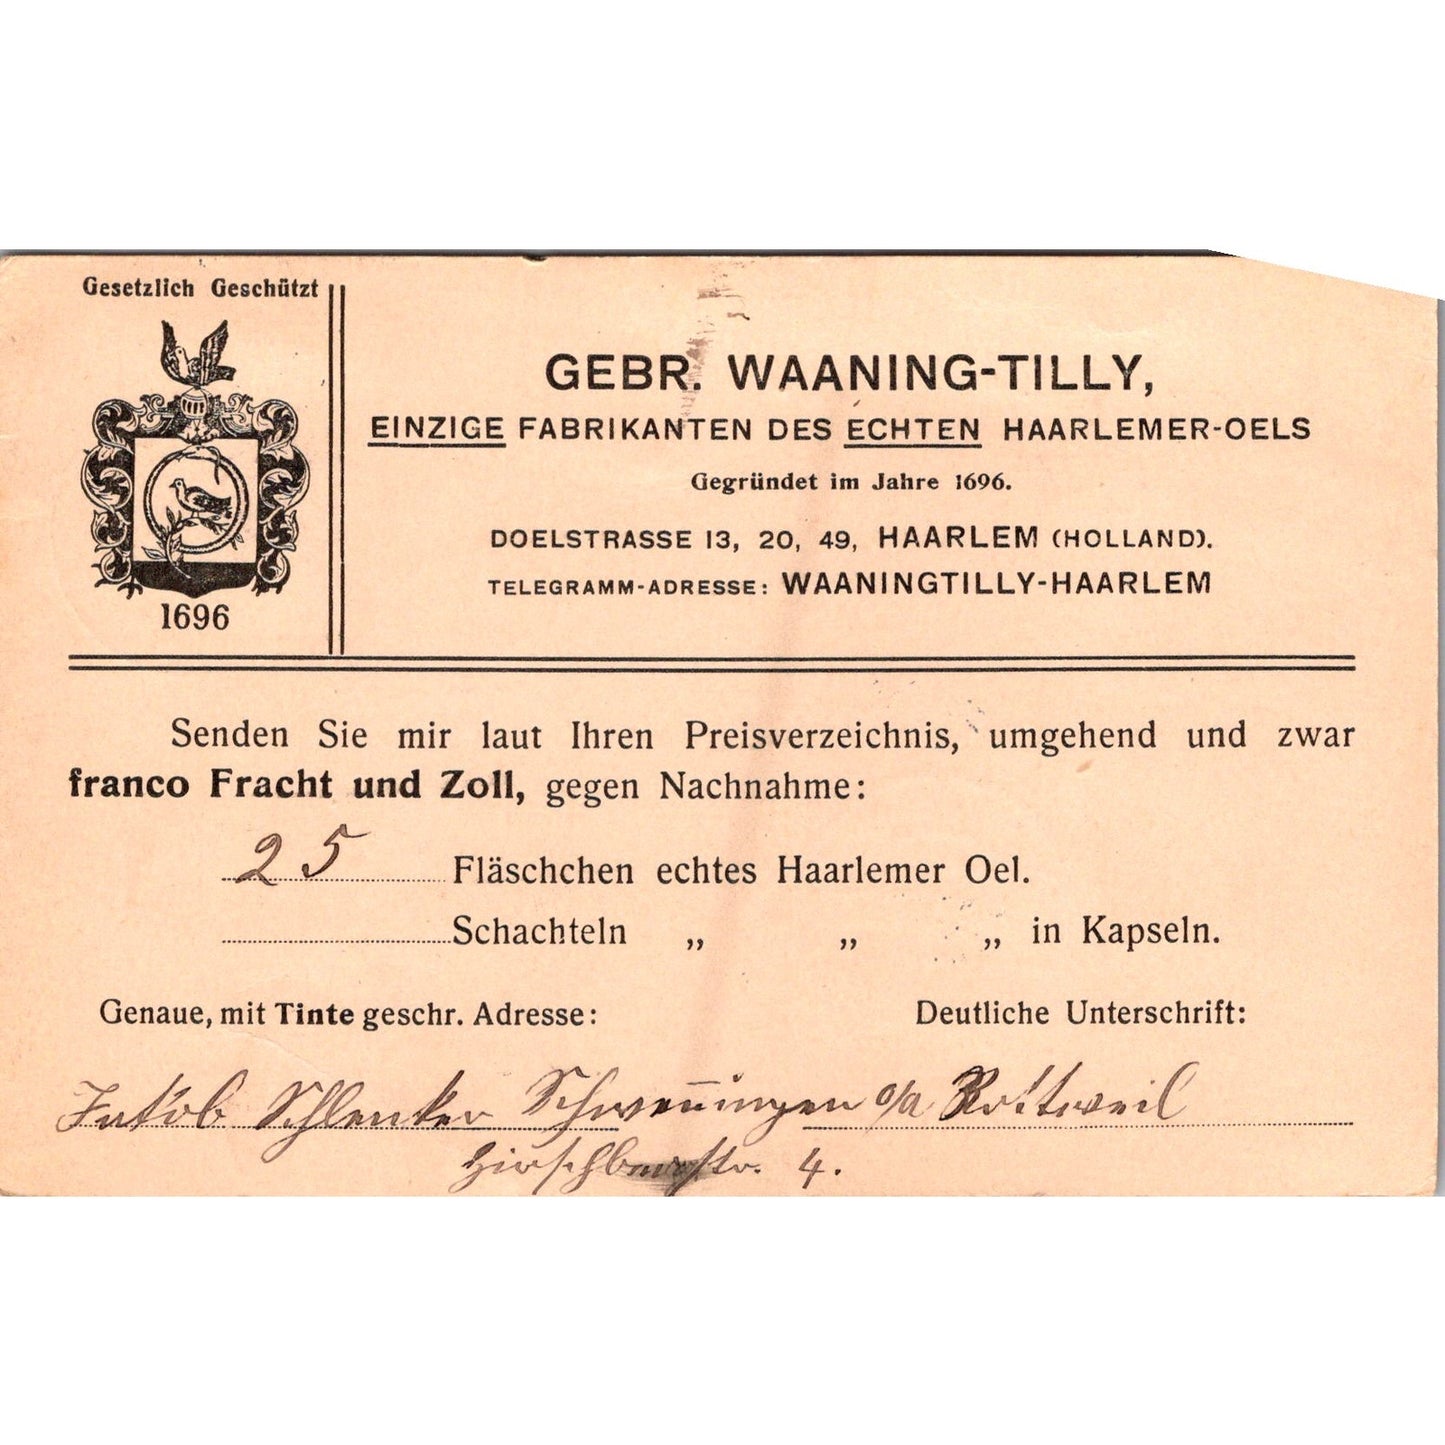 Gesetzlich Geschützt
1696
GEBR. WAANING-TILLY,
EINZIGE FABRIKANTEN DES ECHTEN HAARLEMER-OELS
Gegründet im Jahre 1696.
DOELSTRASSE 13, 20, 49, HAARLEM (HOLLAND).
TELEGRAMM-ADRESSE: WAANINGTILLY-HAARLEM
Senden Sie mir laut Ihren Preisverzeichnis, umgehend und zwar
franco Fracht und Zoll, gegen Nachnahme:
25 Fläschchen echtes Haarlemer Oel.
Schachteln „ „ „ in Kapseln.
Genaue, mit Tinte geschr. Adresse: Deutliche Unterschrift:
Jakob Schlenker Schwenningen o/a Rottweil
4.